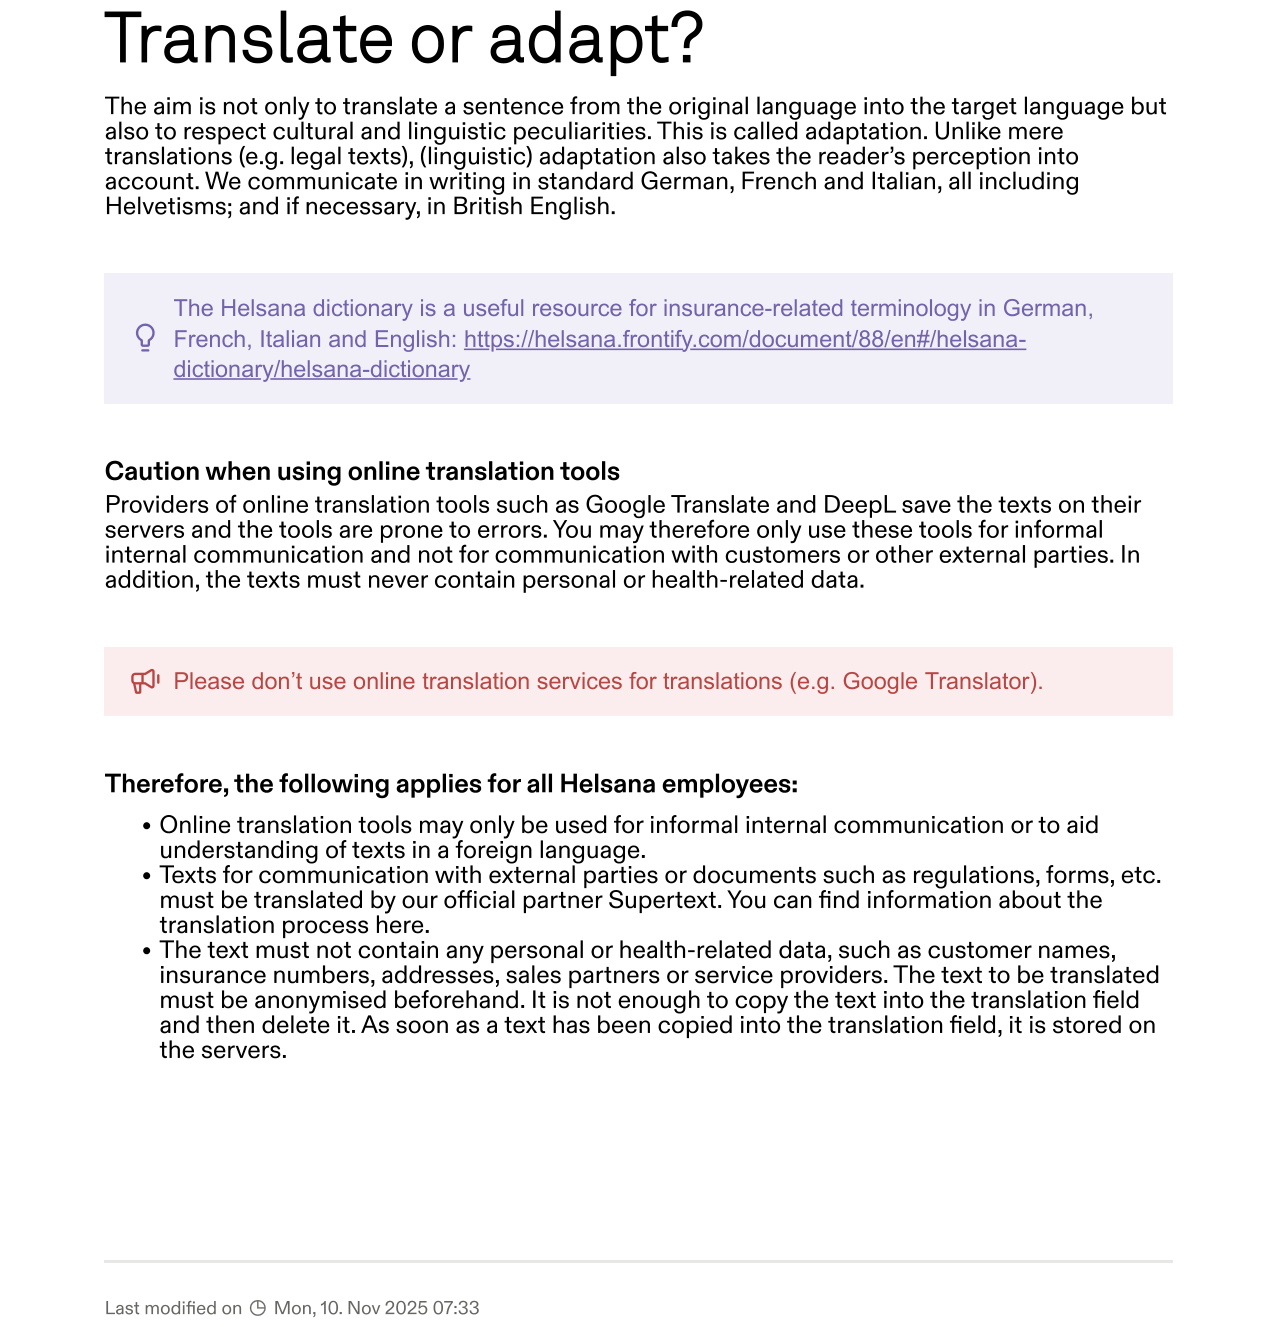 Translate or adapt?
The aim is not only to translate a sentence from the original language into the target language but
also to respect cultural and linguistic peculiarities. This is called adaptation. Unlike mere
translations (e.g. legal texts), (linguistic) adaptation also takes the reader’s perception into
account. We communicate in writing in standard German, French and Italian, all including
Helvetisms; and if necessary, in British English.
The Helsana dictionary is a useful resource for insurance-related terminology in German,
French, Italian and English: https://helsana.frontify.com/document/88/en#/helsana-
dictionary/helsana-dictionary
Caution when using online translation tools
Providers of online translation tools such as Google Translate and DeepL save the texts on their
servers and the tools are prone to errors. You may therefore only use these tools for informal
internal communication and not for communication with customers or other external parties. In
addition, the texts must never contain personal or health-related data.
Please don’t use online translation services for translations (e.g. Google Translator).
Therefore, the following applies for all Helsana employees:
• Online translation tools may only be used for informal internal communication or to aid
understanding of texts in a foreign language.
• Texts for communication with external parties or documents such as regulations, forms, etc.
must be translated by our official partner Supertext. You can find information about the
translation process here.
• The text must not contain any personal or health-related data, such as customer names,
insurance numbers, addresses, sales partners or service providers. The text to be translated
must be anonymised beforehand. It is not enough to copy the text into the translation field
and then delete it. As soon as a text has been copied into the translation field, it is stored on
the servers.
Last modified on Mon, 10. Nov 2025 07:33